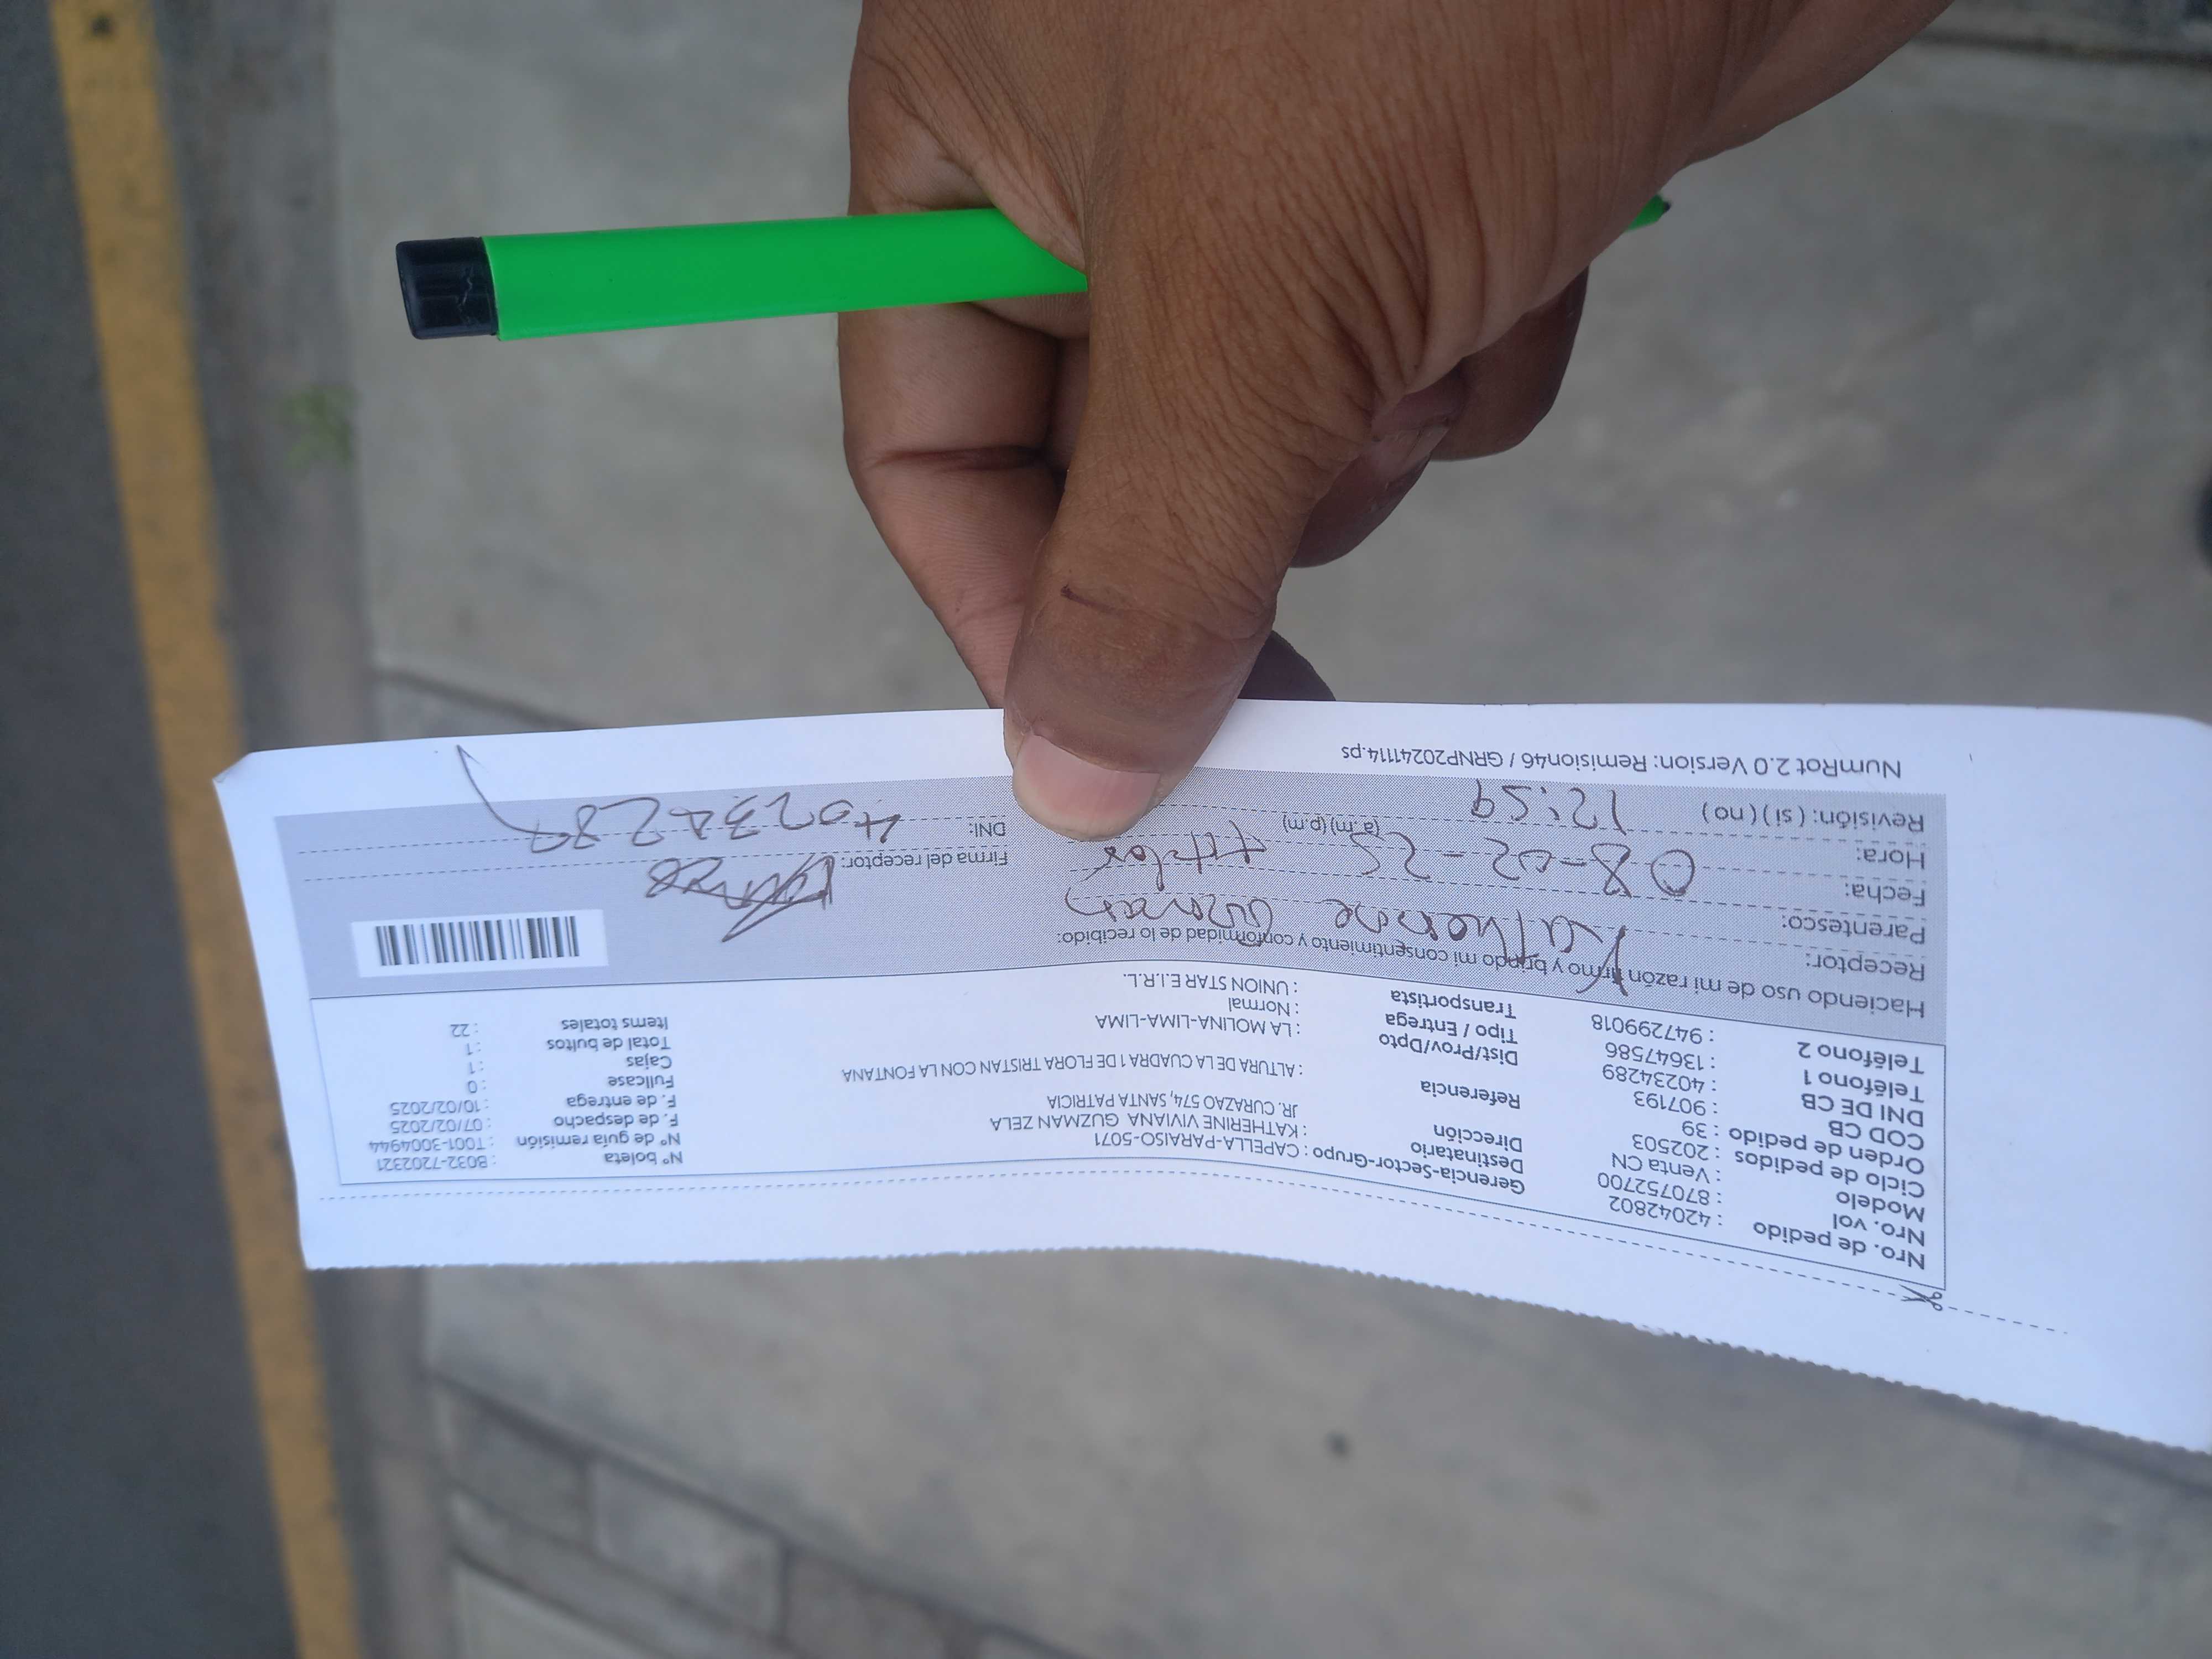 Nro. de pedido : 42042802
Nro. vol : 870752700
Modelo : Venta CN
Ciclo de pedidos : 202503
Orden de pedido : 39
COD CB : 907193
DNI DE CB : 40234289
Teléfono 1 : 13647586
Teléfono 2 : 947299018
Gerencia-Sector-Grupo : CAPELLA-PARAISO-5071
Destinatario : KATHERINE VIVIANA GUZMAN ZELA
Dirección JR. CURAZAO 574, SANTA PATRICIA
Referencia : ALTURA DE LA CUADRA 1 DE FLORA TRISTAN CON LA FONTANA
Dist/Prov/Dpto : LA MOLINA-LIMA-LIMA
Tipo / Entrega : Normal
Transportista : UNION STAR E.I.R.L.
Nº boleta : B032-7202321
Nº de guía remisión : T001-3004944
F. de despacho : 07/02/2025
F. de entrega : 10/02/2025
Fullcase : 0
Cajas : 1
Total de bultos : 1
Items totales : 22
Haciendo uso de mi razón firmo y brindo mi consentimiento y conformidad de lo recibido:
Receptor: Katherine Guzman
Parentesco: titular
Fecha: 08-02-25
Hora: 12:59 (a.m) (p.m)
Revisión: ( si ) ( no )
Firma del receptor:
DNI: 40234289
NumRot 2.0 Version: Remision46 / GRNP20241114.ps